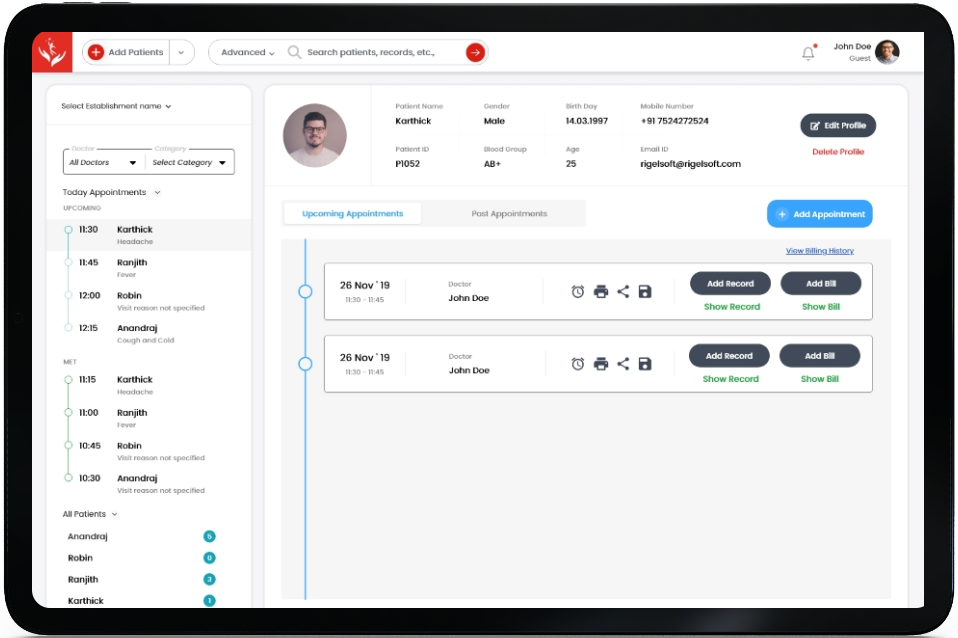 Add Patients
Advanced
Search patients, records, etc.,
John Doe
Guest
Select Establishment name
Doctor
Category
All Doctors
Select Category
Today Appointments
UPCOMING
11:30 Karthick
Headache
11:45 Ranjith
Fever
12:00 Robin
Visit reason not specified
12:15 Anandraj
Cough and Cold
MET
11:15 Karthick
Headache
11:00 Ranjith
Fever
10:45 Robin
Visit reason not specified
10:30 Anandraj
Visit reason not specified
All Patients
Anandraj 5
Robin 0
Ranjith 3
Karthick 1
Patient Name Gender Birth Day Mobile Number
Karthick Male 14.03.1997 +91 7524272524
Patient ID Blood Group Age Email ID
P1052 AB+ 25 rigelsoft@rigelsoft.com
Edit Profile
Delete Profile
Upcoming Appointments Past Appointments
Add Appointment
View Billing History
26 Nov ' 19
11:30 - 11:45
Doctor
John Doe
Add Record Add Bill
Show Record Show Bill
26 Nov ' 19
11:30 - 11:45
Doctor
John Doe
Add Record Add Bill
Show Record Show Bill